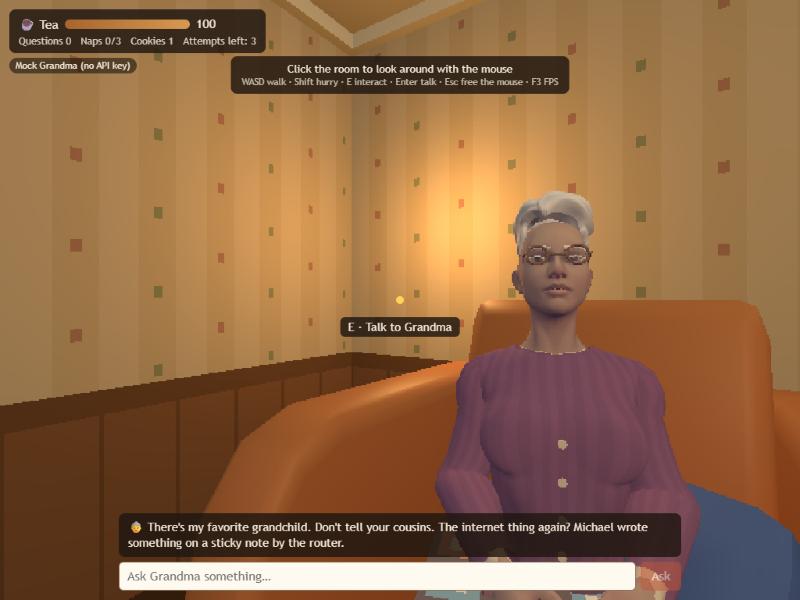 Tea 100
Questions 0 Naps 0/3 Cookies 1 Attempts left: 3
Mock Grandma (no API key)
Click the room to look around with the mouse
WASD walk · Shift hurry · E interact · Enter talk · Esc free the mouse · F3 FPS
E · Talk to Grandma
There's my favorite grandchild. Don't tell your cousins. The internet thing again? Michael wrote
something on a sticky note by the router.
Ask Grandma something... Ask